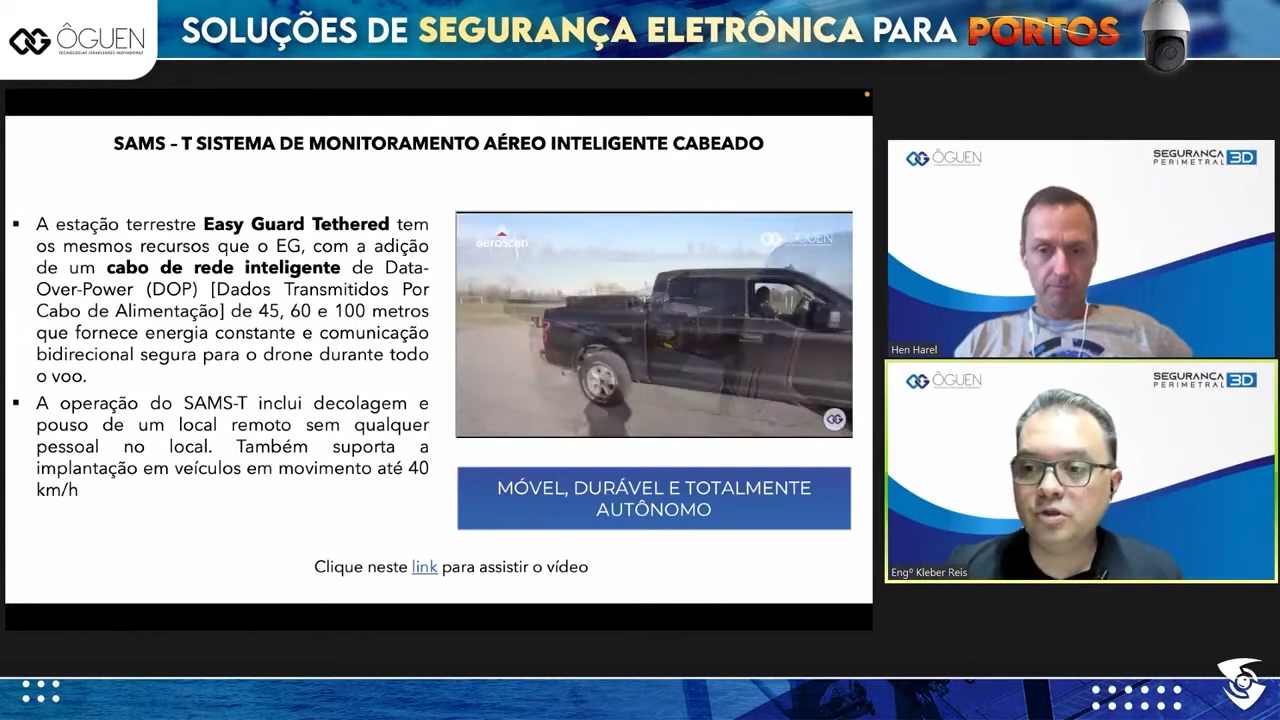 ÔGUEN
TECNOLOGIAS ISRAELENSES INOVADORAS
SOLUÇÕES DE SEGURANÇA ELETRÔNICA PARA PORTOS
SAMS – T SISTEMA DE MONITORAMENTO AÉREO INTELIGENTE CABEADO
▪ A estação terrestre Easy Guard Tethered tem
os mesmos recursos que o EG, com a adição
de um cabo de rede inteligente de Data-
Over-Power (DOP) [Dados Transmitidos Por
Cabo de Alimentação] de 45, 60 e 100 metros
que fornece energia constante e comunicação
bidirecional segura para o drone durante todo
o voo.
▪ A operação do SAMS-T inclui decolagem e
pouso de um local remoto sem qualquer
pessoal no local. Também suporta a
implantação em veículos em movimento até 40
km/h
aeroscan
ÔGUEN
MÓVEL, DURÁVEL E TOTALMENTE
AUTÔNOMO
Clique neste link para assistir o vídeo
ÔGUEN
SEGURANÇA
PERIMETRAL 3D
Hen Harel
ÔGUEN
SEGURANÇA
PERIMETRAL 3D
Engº Kleber Reis